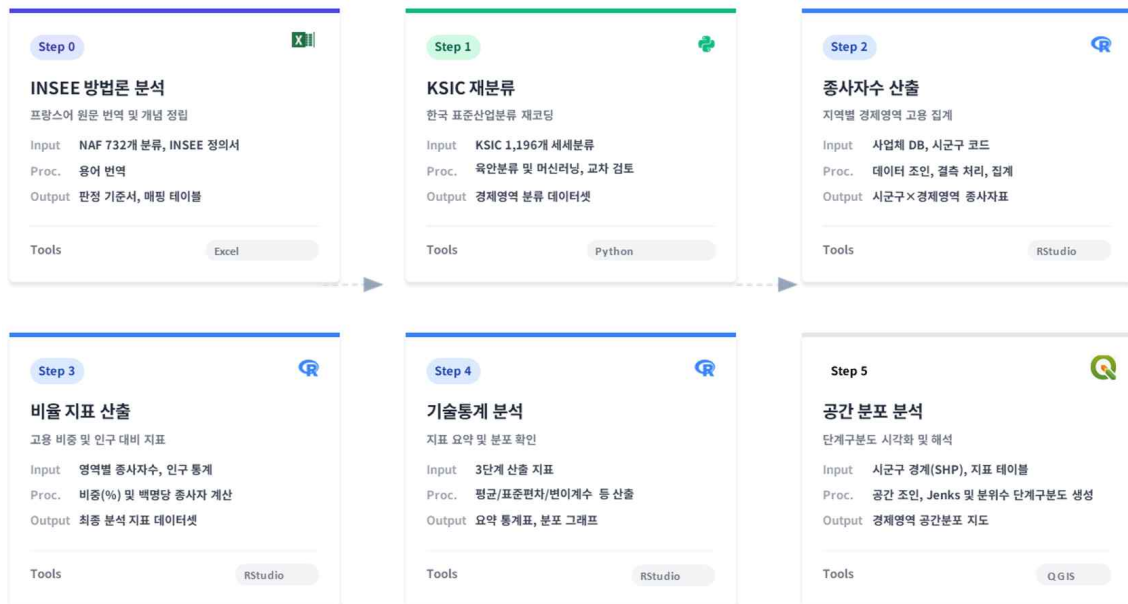 Step 0
INSEE 방법론 분석
프랑스어 원문 번역 및 개념 정립
Input NAF 732개 분류, INSEE 정의서
Proc. 용어 번역
Output 판정 기준서, 매핑 테이블
Tools Excel
Step 1
KSIC 재분류
한국 표준산업분류 재코딩
Input KSIC 1,196개 세세분류
Proc. 육안분류 및 머신러닝, 교차 검토
Output 경제영역 분류 데이터셋
Tools Python
Step 2
종사자수 산출
지역별 경제영역 고용 집계
Input 사업체 DB, 시군구 코드
Proc. 데이터 조인, 결측 처리, 집계
Output 시군구×경제영역 종사자표
Tools RStudio
Step 3
비율 지표 산출
고용 비중 및 인구 대비 지표
Input 영역별 종사자수, 인구 통계
Proc. 비중(%) 및 백명당 종사자 계산
Output 최종 분석 지표 데이터셋
Tools RStudio
Step 4
기술통계 분석
지표 요약 및 분포 확인
Input 3단계 산출 지표
Proc. 평균/표준편차/변이계수 등 산출
Output 요약 통계표, 분포 그래프
Tools RStudio
Step 5
공간 분포 분석
단계구분도 시각화 및 해석
Input 시군구 경계(SHP), 지표 테이블
Proc. 공간 조인, Jenks 및 분위수 단계구분도 생성
Output 경제영역 공간분포 지도
Tools QGIS